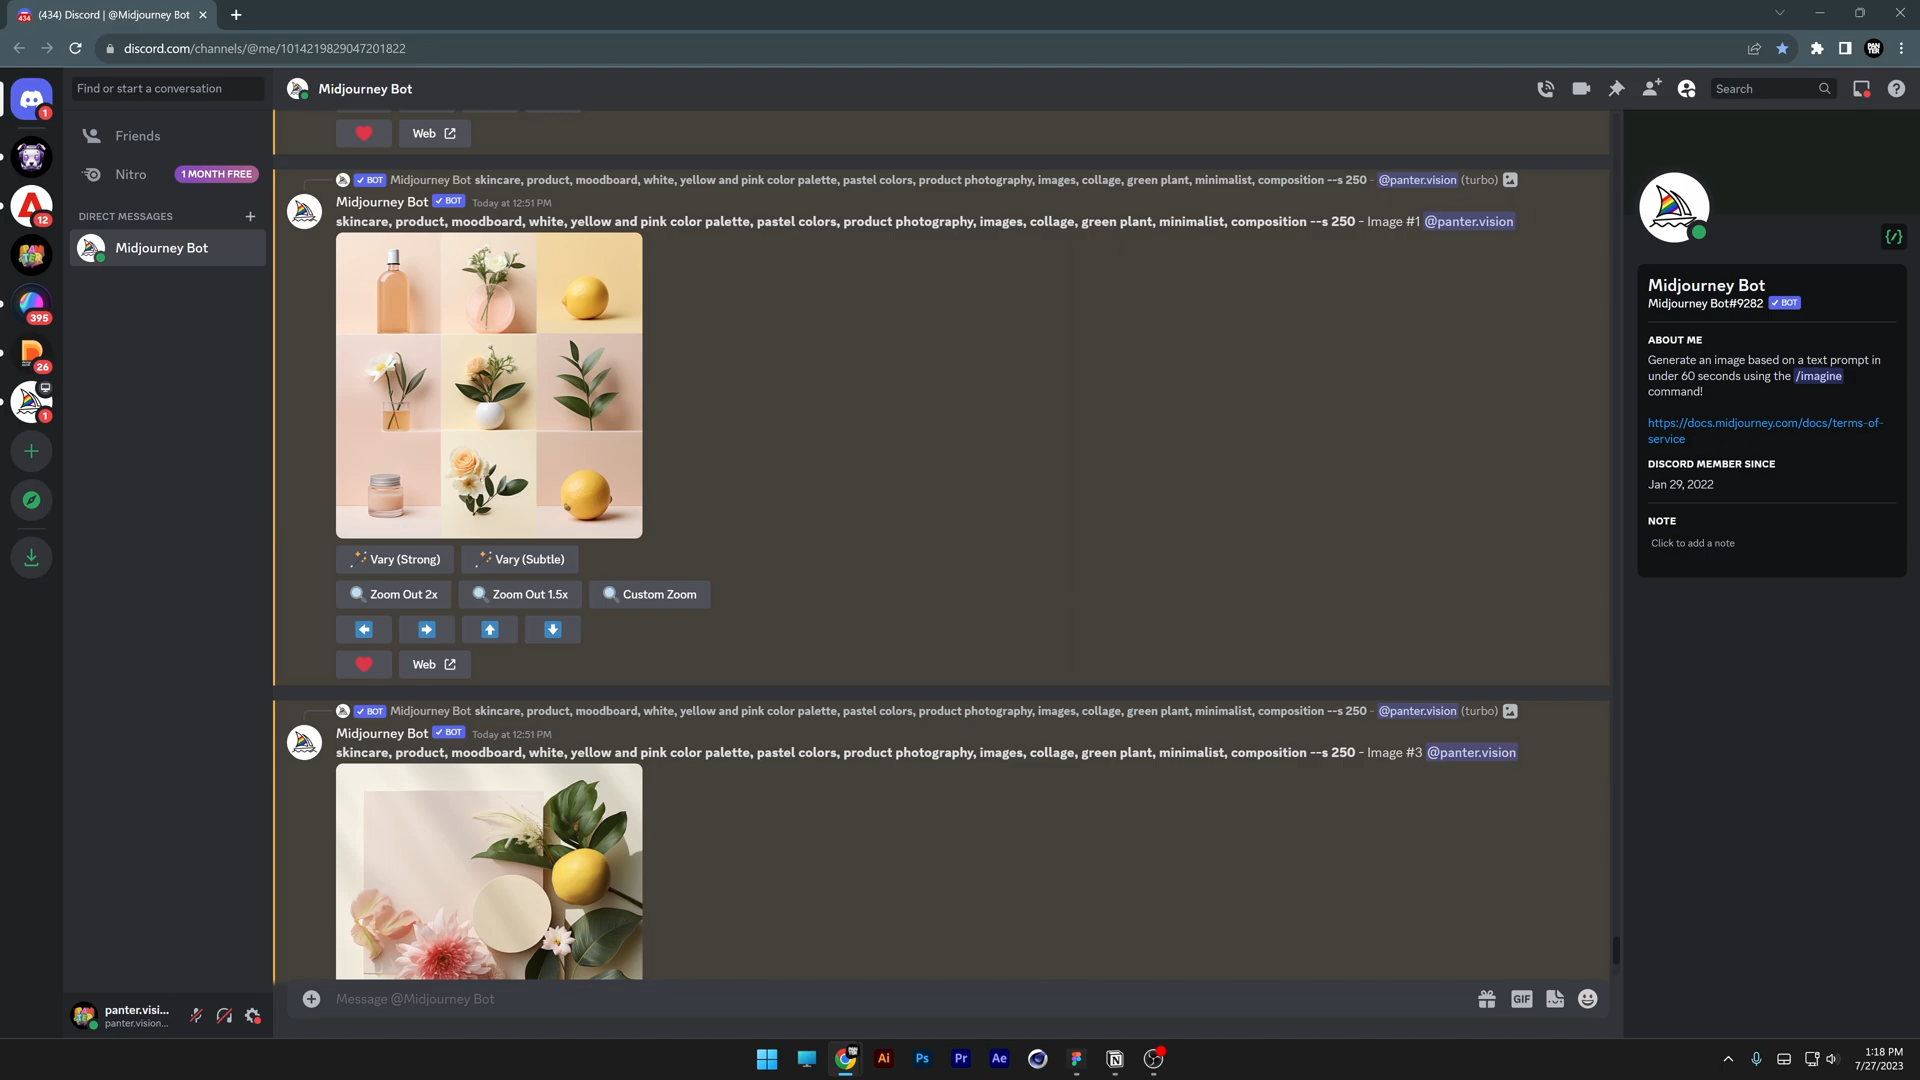 (434) Discord | @Midjourney Bot
discord.com/channels/@me/1014219829047201822
Find or start a conversation
Midjourney Bot
Search
1
Friends
Nitro
1 MONTH FREE
DIRECT MESSAGES
Midjourney Bot
12
395
26
1
Web
BOT Midjourney Bot skincare, product, moodboard, white, yellow and pink color palette, pastel colors, product photography, images, collage, green plant, minimalist, composition --s 250 - @panter.vision (turbo)
Midjourney Bot BOT Today at 12:51 PM
skincare, product, moodboard, white, yellow and pink color palette, pastel colors, product photography, images, collage, green plant, minimalist, composition --s 250 - Image #1 @panter.vision
Vary (Strong) Vary (Subtle)
Zoom Out 2x Zoom Out 1.5x Custom Zoom
Web
BOT Midjourney Bot skincare, product, moodboard, white, yellow and pink color palette, pastel colors, product photography, images, collage, green plant, minimalist, composition --s 250 - @panter.vision (turbo)
Midjourney Bot BOT Today at 12:51 PM
skincare, product, moodboard, white, yellow and pink color palette, pastel colors, product photography, images, collage, green plant, minimalist, composition --s 250 - Image #3 @panter.vision
Message @Midjourney Bot
GIF
Midjourney Bot
Midjourney Bot#9282 BOT
ABOUT ME
Generate an image based on a text prompt in
under 60 seconds using the /imagine
command!
https://docs.midjourney.com/docs/terms-of-
service
DISCORD MEMBER SINCE
Jan 29, 2022
NOTE
Click to add a note
panter.visi...
panter.vision...
Ai Ps Pr Ae
1:18 PM
7/27/2023